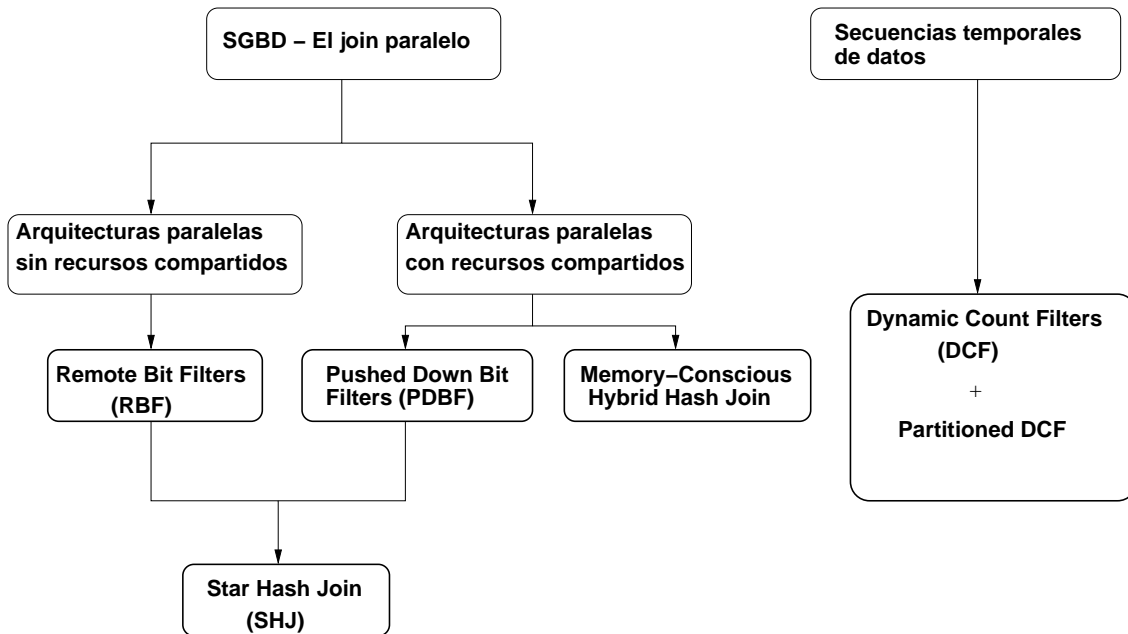 SGBD – El join paralelo
Secuencias temporales
de datos
Arquitecturas paralelas
sin recursos compartidos
Arquitecturas paralelas
con recursos compartidos
Remote Bit Filters
(RBF)
Pushed Down Bit
Filters (PDBF)
Memory–Conscious
Hybrid Hash Join
Dynamic Count Filters
(DCF)
+
Partitioned DCF
Star Hash Join
(SHJ)